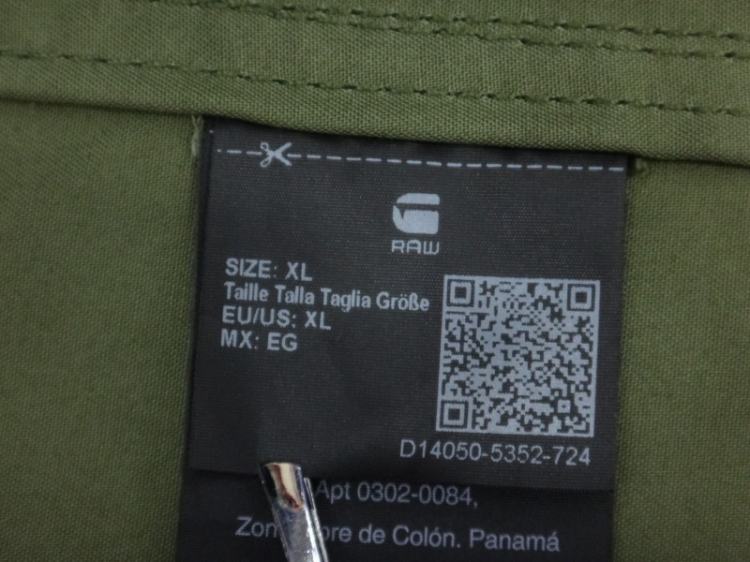 RAW
SIZE: XL
Taille Talla Taglia Größe
EU/US: XL
MX: EG
D14050-5352-724
Apt 0302-0084,
de Colón. Panamá